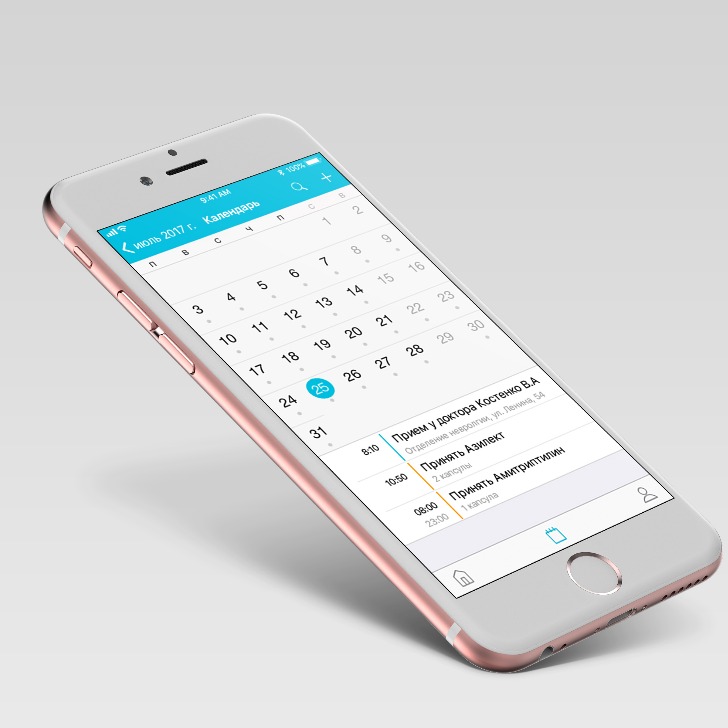 9:41 AM 100%
июль 2017 г. Календарь
П В С Ч П С В
1 2
3 4 5 6 7 8 9
10 11 12 13 14 15 16
17 18 19 20 21 22 23
24 25 26 27 28 29 30
31
8:10 Прием у доктора Костенко В.А
Отделение неврологии, ул. Ленина, 54
10:50 Принять Азилект
2 капсулы
08:00 Принять Амитриптилин
23:00 1 капсула